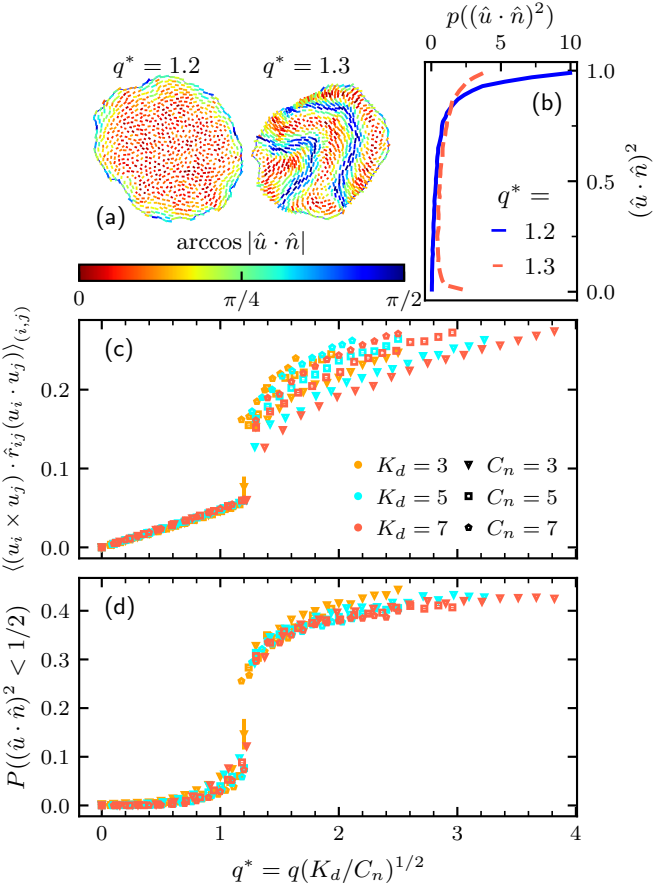 p((û · n̂)²)
0 5 10
q* = 1.2 q* = 1.3
(a)
arccos |û · n̂|
0 π/4 π/2
(b)
1.0
0.5
0.0
(û · n̂)²
q* =
1.2
1.3
(c)
⟨(u_i × u_j) · r̂_ij(u_i · u_j)⟩_(i,j)
0.2
0.1
0.0
K_d = 3 C_n = 3
K_d = 5 C_n = 5
K_d = 7 C_n = 7
(d)
P((û · n̂)² < 1/2)
0.4
0.3
0.2
0.1
0.0
0 1 2 3 4
q* = q(K_d/C_n)^{1/2}